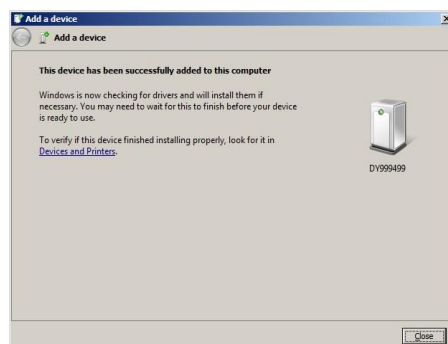 Add a device
Add a device
This device has been successfully added to this computer
Windows is now checking for drivers and will install them if
necessary. You may need to wait for this to finish before your device
is ready to use.
To verify if this device finished installing properly, look for it in
Devices and Printers.
DY999499
Close